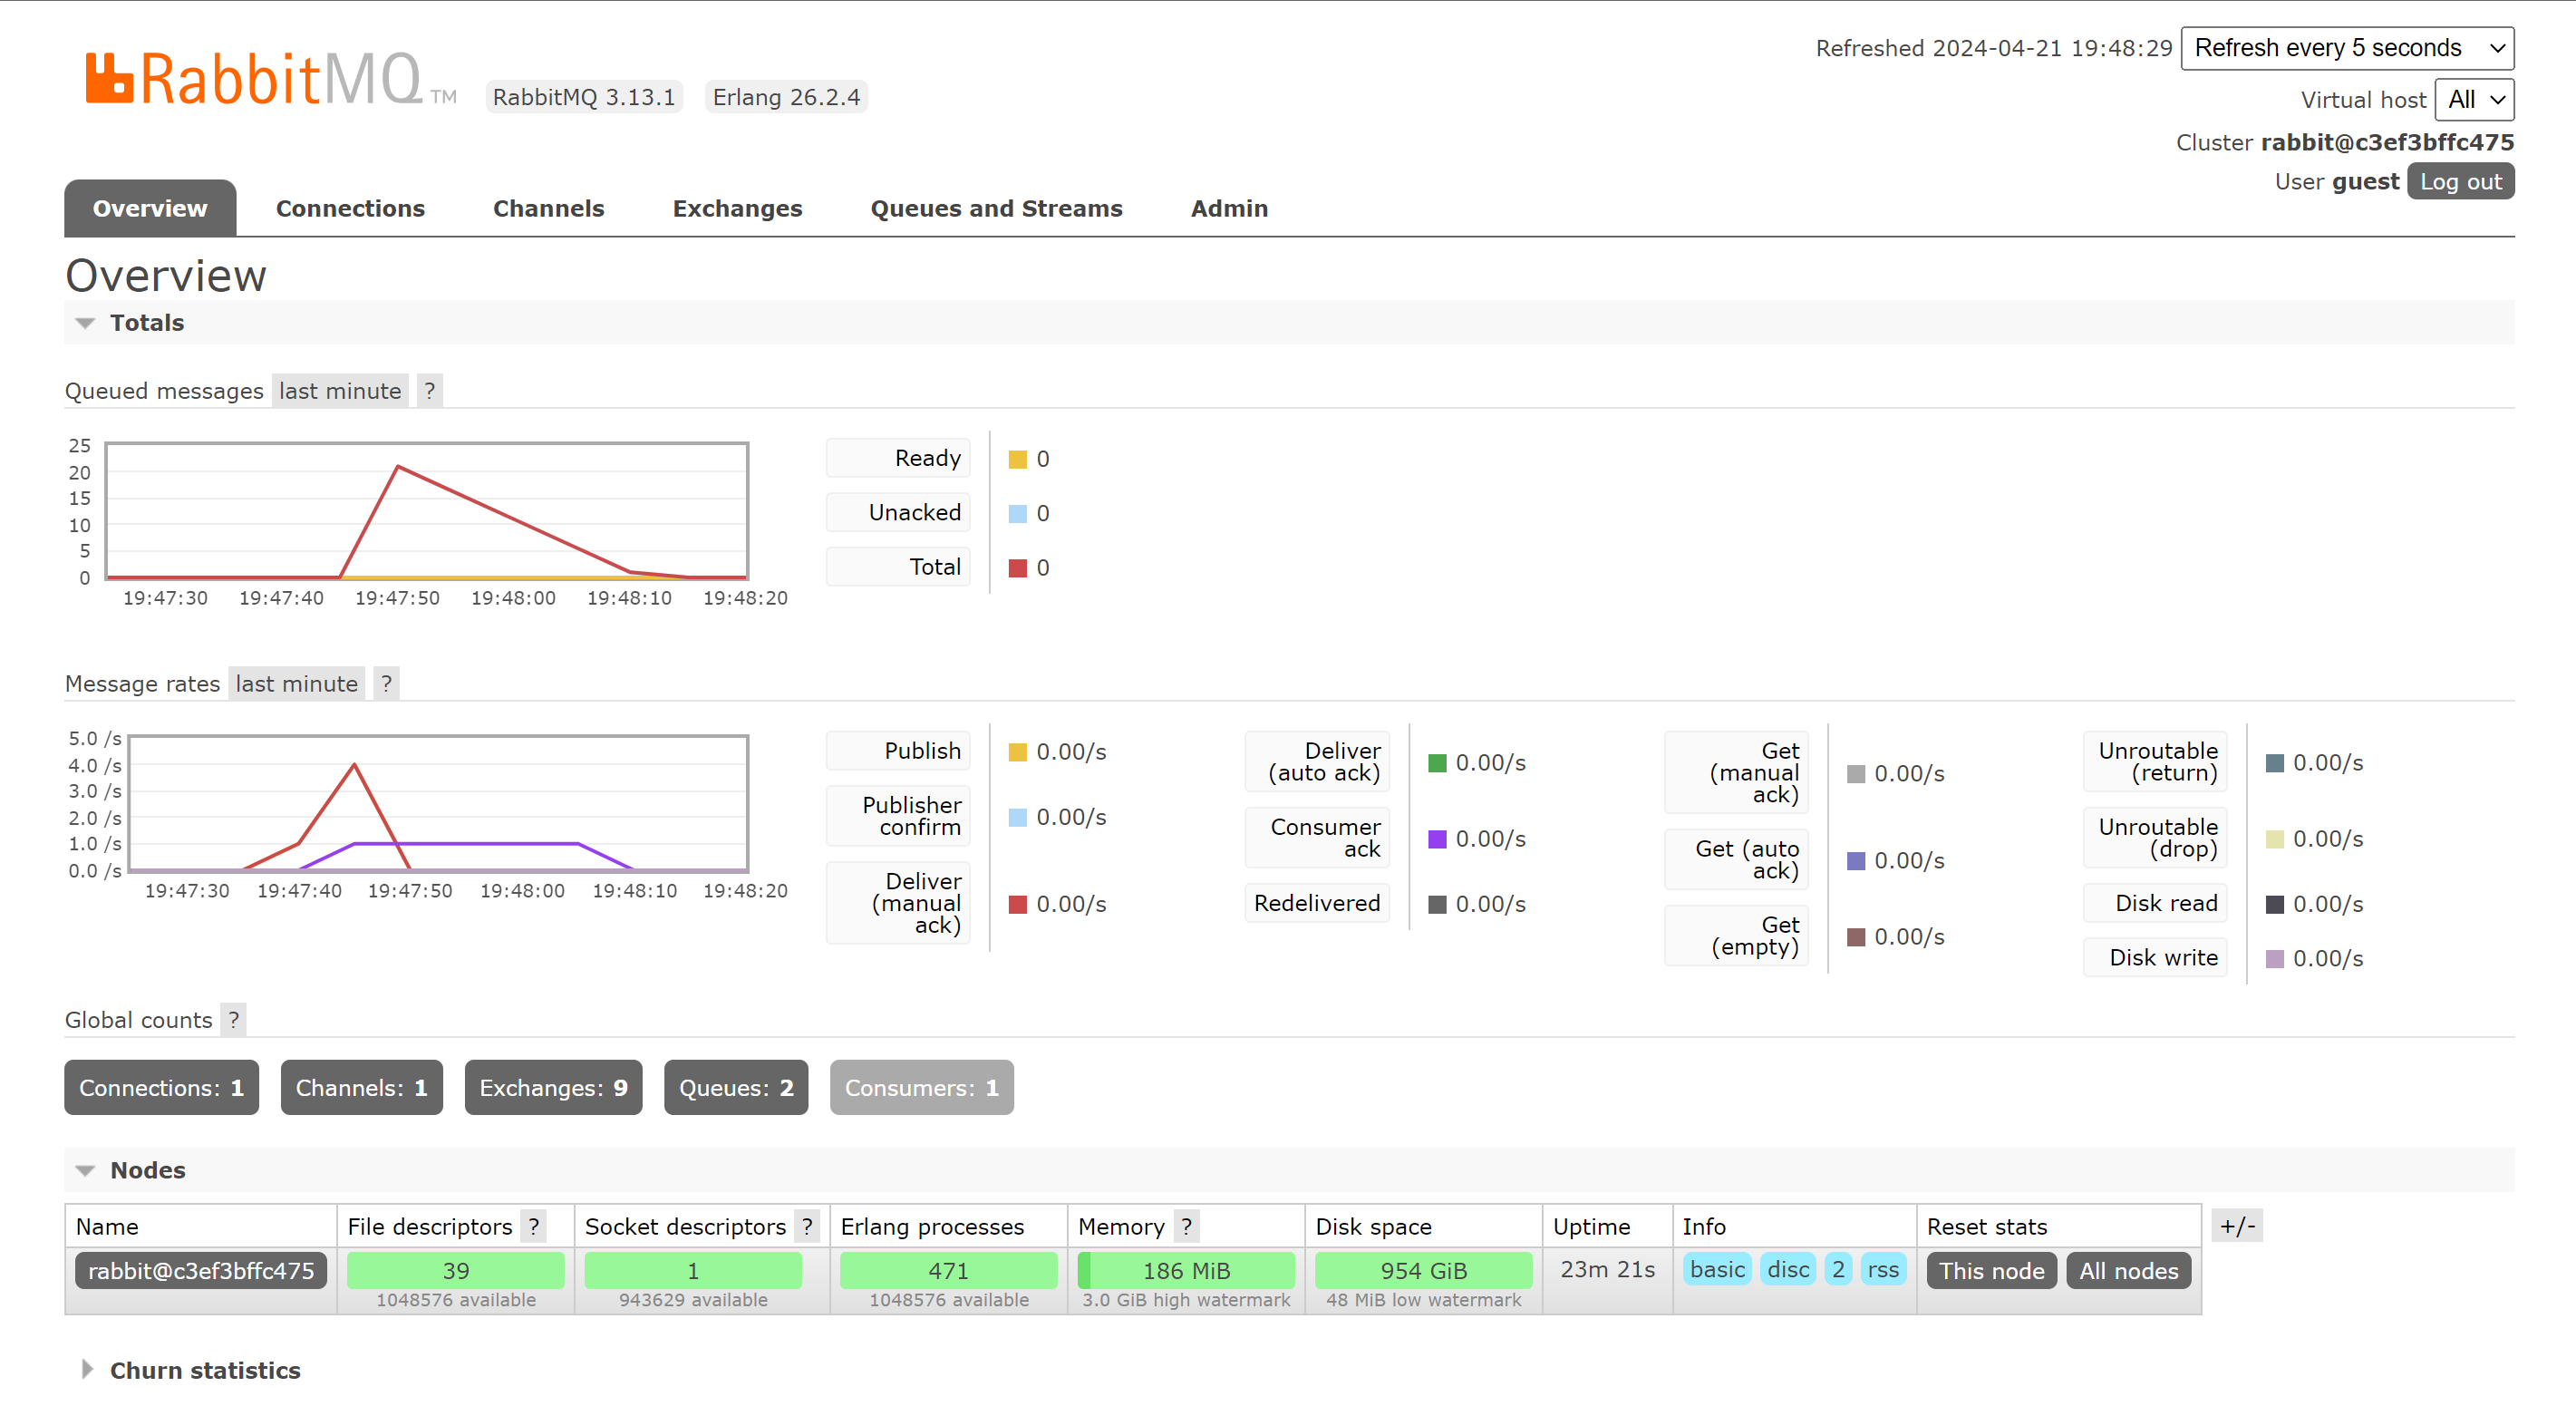 RabbitMQ TM RabbitMQ 3.13.1 Erlang 26.2.4
Refreshed 2024-04-21 19:48:29 Refresh every 5 seconds
Virtual host All
Cluster rabbit@c3ef3bffc475
User guest Log out
Overview Connections Channels Exchanges Queues and Streams Admin
Overview
Totals
Queued messages last minute ?
25
20
15
10
5
0
19:47:30 19:47:40 19:47:50 19:48:00 19:48:10 19:48:20
Ready 0
Unacked 0
Total 0
Message rates last minute ?
5.0 /s
4.0 /s
3.0 /s
2.0 /s
1.0 /s
0.0 /s
19:47:30 19:47:40 19:47:50 19:48:00 19:48:10 19:48:20
Publish 0.00/s
Publisher
confirm 0.00/s
Deliver
(manual 0.00/s
ack)
Deliver
(auto ack) 0.00/s
Consumer
ack 0.00/s
Redelivered 0.00/s
Get
(manual 0.00/s
ack)
Get (auto
ack) 0.00/s
Get
(empty) 0.00/s
Unroutable
(return) 0.00/s
Unroutable
(drop) 0.00/s
Disk read 0.00/s
Disk write 0.00/s
Global counts ?
Connections: 1 Channels: 1 Exchanges: 9 Queues: 2 Consumers: 1
Nodes
Name File descriptors ? Socket descriptors ? Erlang processes Memory ? Disk space Uptime Info Reset stats +/-
rabbit@c3ef3bffc475 39 1 471 186 MiB 954 GiB 23m 21s basic disc 2 rss This node All nodes
1048576 available 943629 available 1048576 available 3.0 GiB high watermark 48 MiB low watermark
Churn statistics